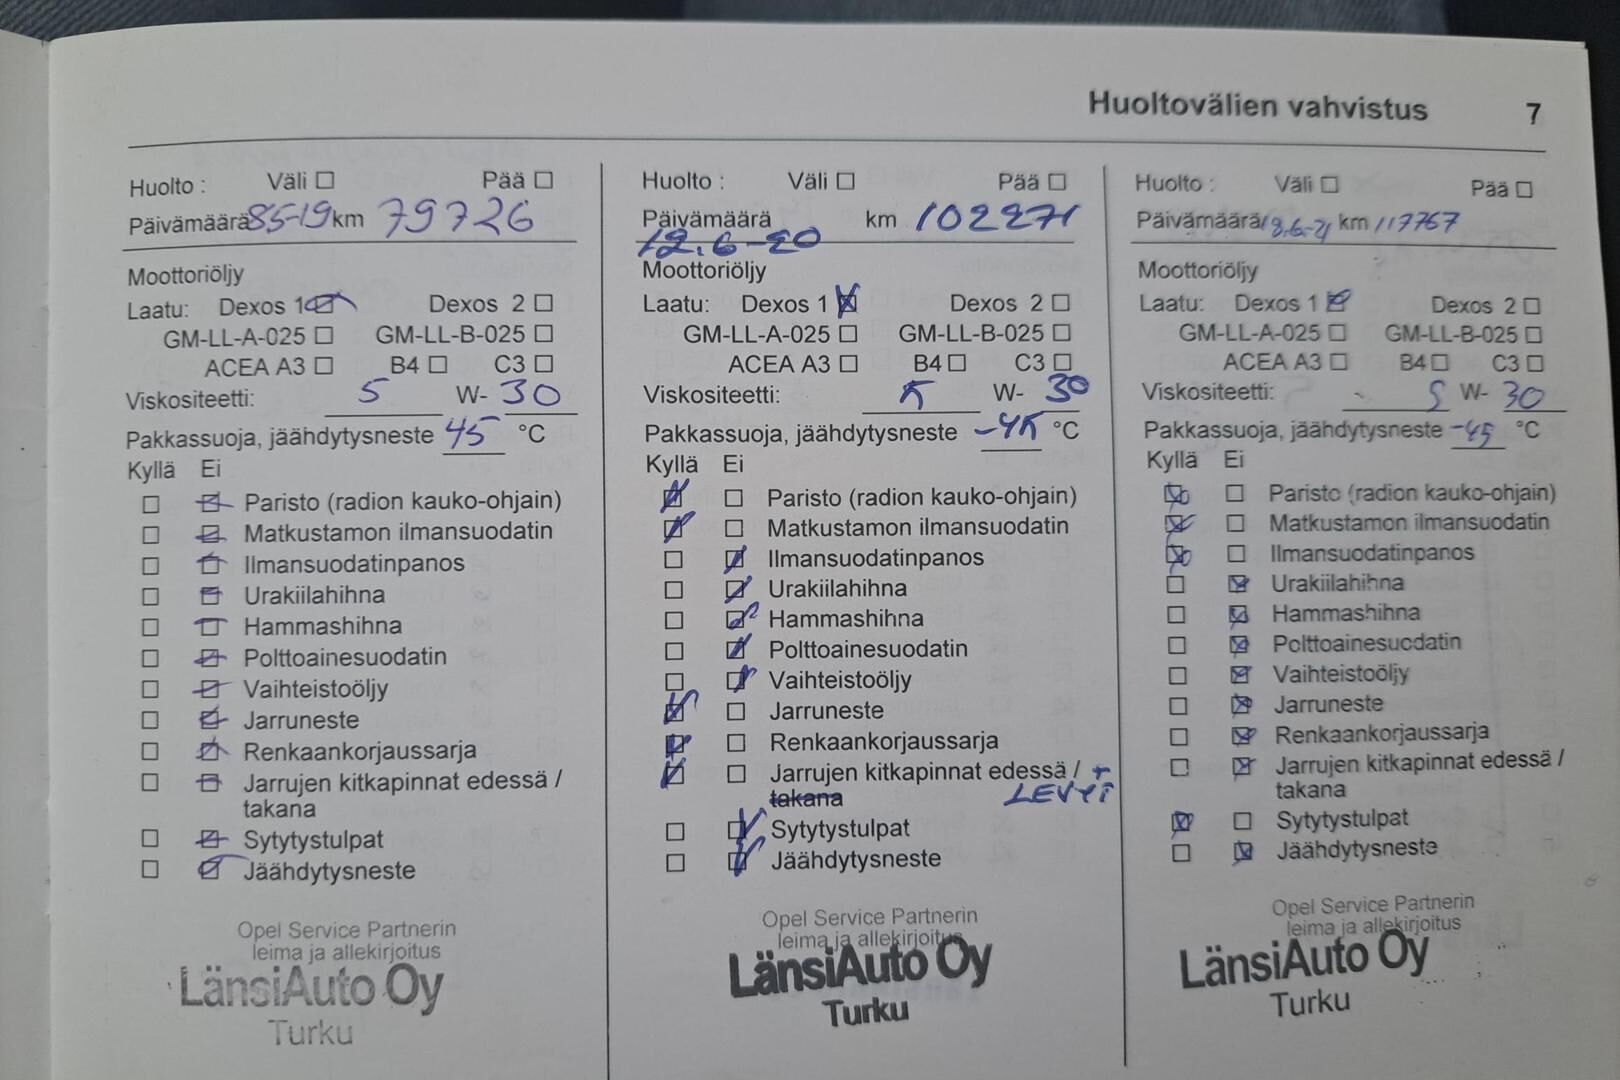 Huoltovälien vahvistus 7
Huolto : Väli Pää
Päivämäärä 85-19 km 79726
Moottoriöljy
Laatu: Dexos 1 Dexos 2
GM-LL-A-025 GM-LL-B-025
ACEA A3 B4 C3
Viskositeetti: 5 W- 30
Pakkassuoja, jäähdytysneste 45 °C
Kyllä Ei
Paristo (radion kauko-ohjain)
Matkustamon ilmansuodatin
Ilmansuodatinpanos
Urakiilahihna
Hammashihna
Polttoainesuodatin
Vaihteistoöljy
Jarruneste
Renkaankorjaussarja
Jarrujen kitkapinnat edessä /
takana
Sytytystulpat
Jäähdytysneste
Opel Service Partnerin
leima ja allekirjoitus
LänsiAuto Oy
Turku
Huolto : Väli Pää
Päivämäärä km 102271
12.6-20
Moottoriöljy
Laatu: Dexos 1 Dexos 2
GM-LL-A-025 GM-LL-B-025
ACEA A3 B4 C3
Viskositeetti: 5 W- 30
Pakkassuoja, jäähdytysneste -45 °C
Kyllä Ei
Paristo (radion kauko-ohjain)
Matkustamon ilmansuodatin
Ilmansuodatinpanos
Urakiilahihna
Hammashihna
Polttoainesuodatin
Vaihteistoöljy
Jarruneste
Renkaankorjaussarja
Jarrujen kitkapinnat edessä / +
takana LEVYT
Sytytystulpat
Jäähdytysneste
Opel Service Partnerin
leima ja allekirjoitus
LänsiAuto Oy
Turku
Huolto : Väli Pää
Päivämäärä 18.6-21 km 117767
Moottoriöljy
Laatu: Dexos 1 Dexos 2
GM-LL-A-025 GM-LL-B-025
ACEA A3 B4 C3
Viskositeetti: 5 W- 30
Pakkassuoja, jäähdytysneste -45 °C
Kyllä Ei
Paristo (radion kauko-ohjain)
Matkustamon ilmansuodatin
Ilmansuodatinpanos
Urakiilahihna
Hammashihna
Polttoainesuodatin
Vaihteistoöljy
Jarruneste
Renkaankorjaussarja
Jarrujen kitkapinnat edessä /
takana
Sytytystulpat
Jäähdytysneste
Opel Service Partnerin
leima ja allekirjoitus
LänsiAuto Oy
Turku